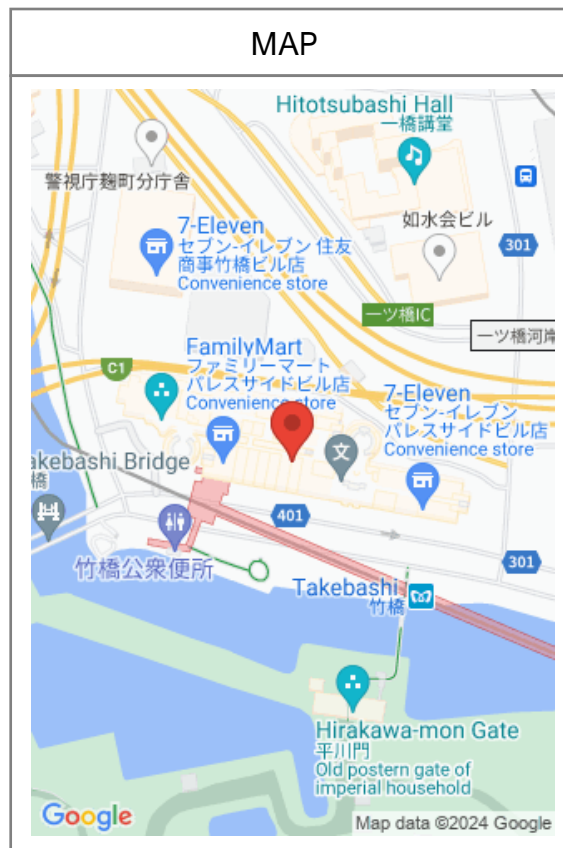 MAP
Hitotsubashi Hall
一橋講堂
警視庁麹町分庁舎
7-Eleven
セブン-イレブン 住友
商事竹橋ビル店
Convenience store
如水会ビル
301
一ツ橋IC
一ツ橋河岸
C1
FamilyMart
ファミリーマート
パレスサイドビル店
Convenience store
7-Eleven
セブン-イレブン
パレスサイドビル店
Convenience store
文
akebashi Bridge
橋
401
301
竹橋公衆便所
Takebashi
竹橋
Hirakawa-mon Gate
平川門
Old postern gate of
imperial household
Google
Map data ©2024 Google